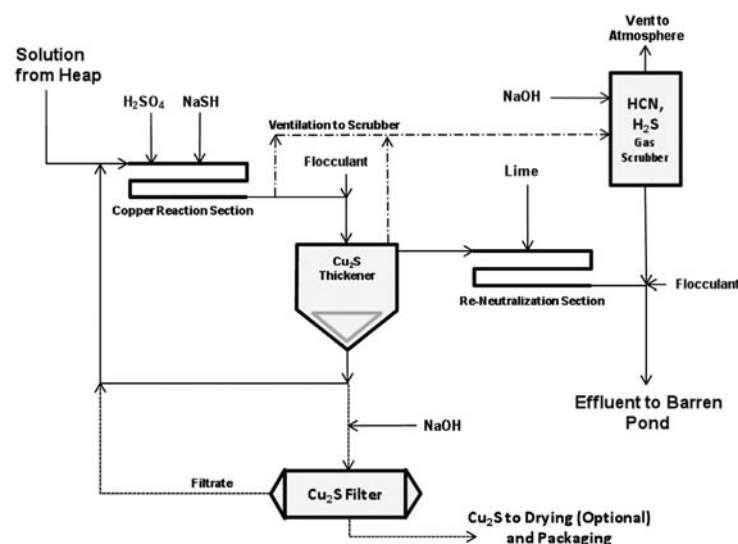 Vent to
Atmosphere
Solution
from Heap
H₂SO₄
NaSH
NaOH
HCN,
H₂S
Gas
Scrubber
Ventilation to Scrubber
Flocculant
Lime
Copper Reaction Section
Cu₂S
Thickener
Flocculant
Re-Neutralization Section
Effluent to Barren
Pond
NaOH
Filtrate
Cu₂S Filter
Cu₂S to Drying (Optional)
and Packaging